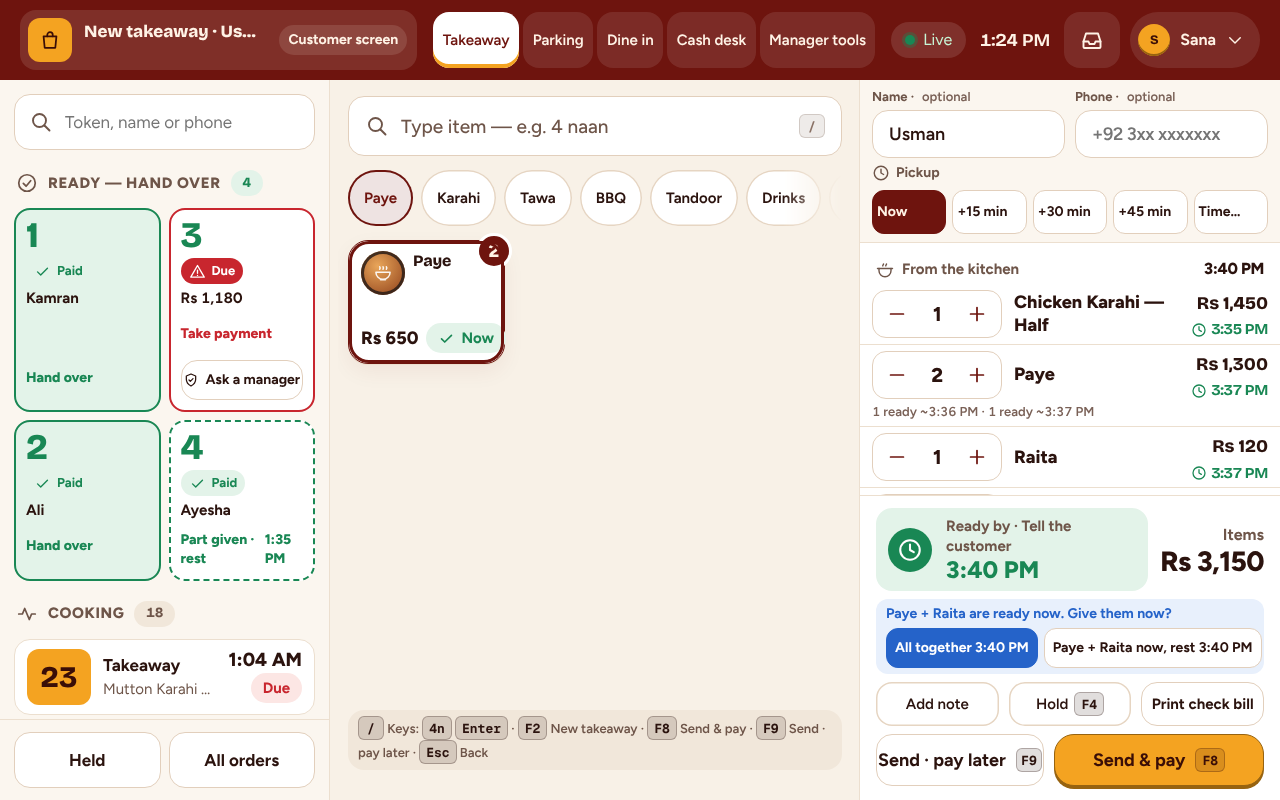 New takeaway · Us...
Customer screen
Takeaway
Parking
Dine in
Cash desk
Manager tools
Live
1:24 PM
S
Sana
Token, name or phone
READY — HAND OVER 4
1
Paid
Kamran
Hand over
3
Due
Rs 1,180
Take payment
Ask a manager
2
Paid
Ali
Hand over
4
Paid
Ayesha
Part given · rest
1:35 PM
COOKING 18
23
Takeaway
Mutton Karahi ...
1:04 AM
Due
Held
All orders
Type item — e.g. 4 naan
/
Paye
Karahi
Tawa
BBQ
Tandoor
Drinks
Paye
2
Rs 650
Now
/ Keys: 4n Enter · F2 New takeaway · F8 Send & pay · F9 Send ·
pay later · Esc Back
Name · optional
Usman
Phone · optional
+92 3xx xxxxxxx
Pickup
Now
+15 min
+30 min
+45 min
Time...
From the kitchen
3:40 PM
1
Chicken Karahi —
Half
Rs 1,450
3:35 PM
2
Paye
Rs 1,300
3:37 PM
1 ready ~3:36 PM · 1 ready ~3:37 PM
1
Raita
Rs 120
3:37 PM
Ready by · Tell the
customer
3:40 PM
Items
Rs 3,150
Paye + Raita are ready now. Give them now?
All together 3:40 PM
Paye + Raita now, rest 3:40 PM
Add note
Hold F4
Print check bill
Send · pay later F9
Send & pay F8